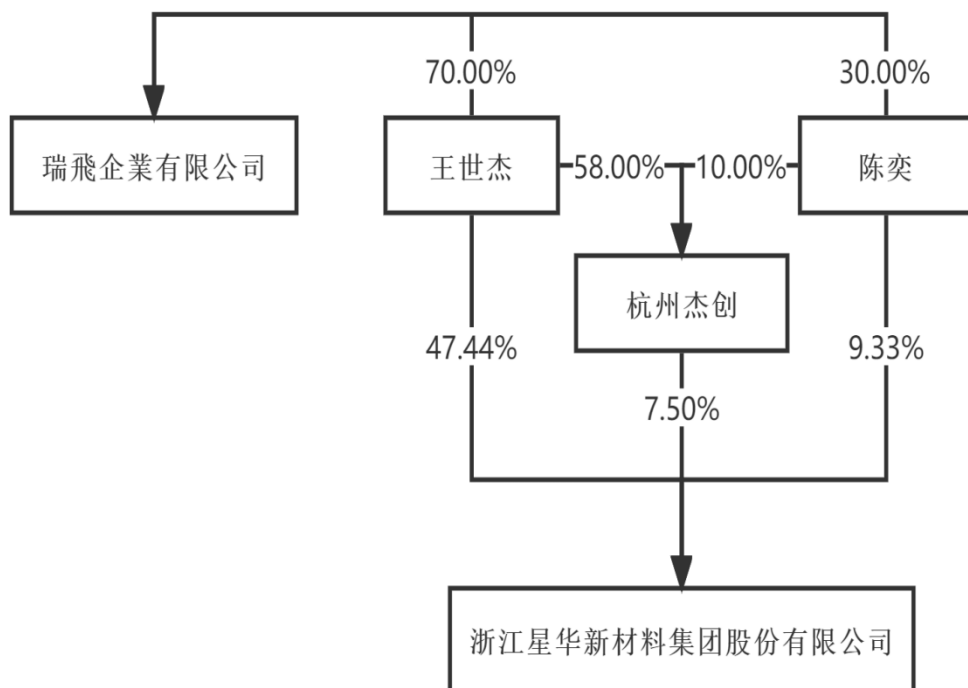 70.00%
30.00%
瑞飛企業有限公司
王世杰
58.00%
10.00%
陈奕
杭州杰创
47.44%
9.33%
7.50%
浙江星华新材料集团股份有限公司